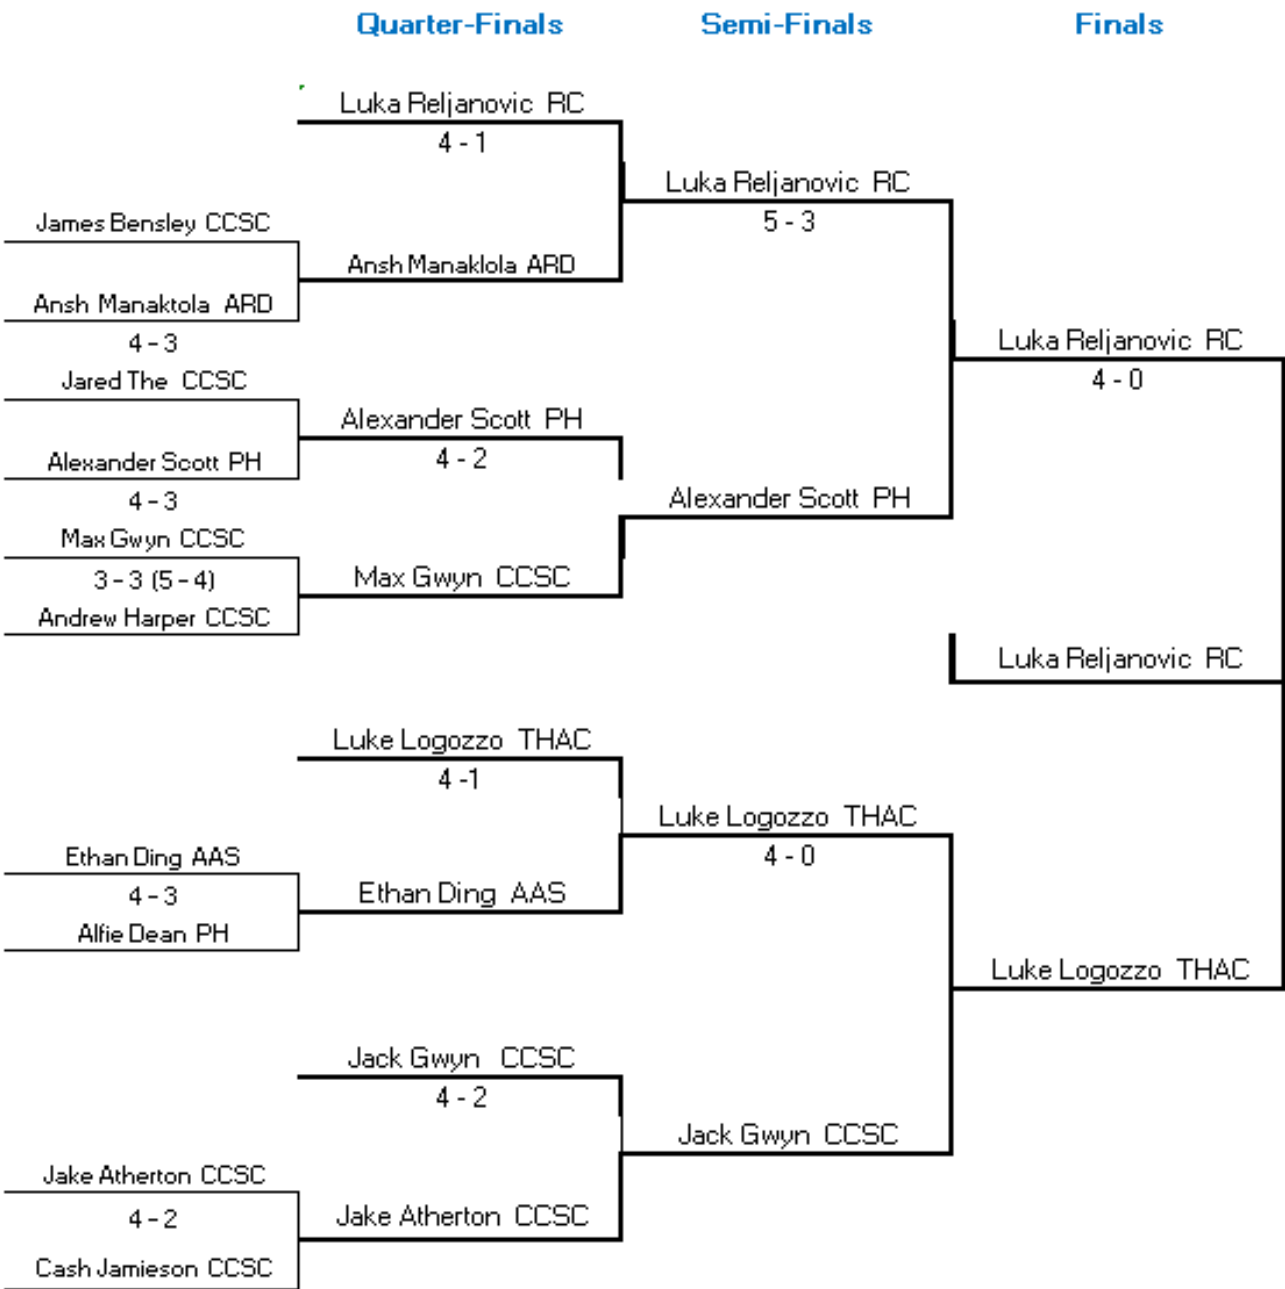 Quarter-Finals Semi-Finals Finals
Luka Reljanovic RC
4 - 1
Luka Reljanovic RC
5 - 3
James Bensley CCSC
Ansh Manaklola ARD
Ansh Manaktola ARD
4 - 3
Luka Reljanovic RC
4 - 0
Jared The CCSC
Alexander Scott PH
4 - 2
Alexander Scott PH
4 - 3
Alexander Scott PH
Max Gwyn CCSC
3 - 3 (5 - 4)
Max Gwyn CCSC
Andrew Harper CCSC
Luka Reljanovic RC
Luke Logozzo THAC
4 -1
Luke Logozzo THAC
4 - 0
Ethan Ding AAS
4 - 3
Ethan Ding AAS
Alfie Dean PH
Luke Logozzo THAC
Jack Gwyn CCSC
4 - 2
Jack Gwyn CCSC
Jake Atherton CCSC
4 - 2
Jake Atherton CCSC
Cash Jamieson CCSC